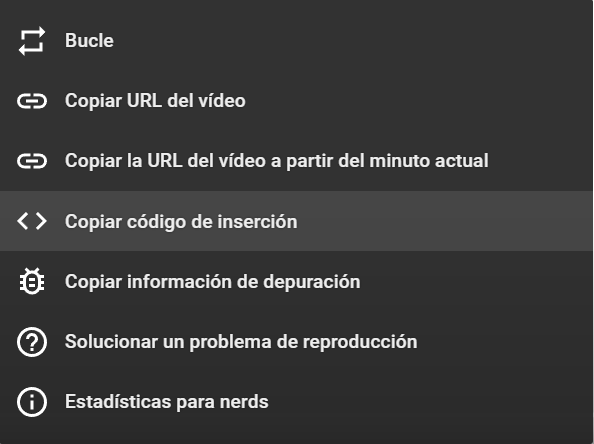 Bucle
Copiar URL del vídeo
Copiar la URL del vídeo a partir del minuto actual
Copiar código de inserción
Copiar información de depuración
Solucionar un problema de reproducción
Estadísticas para nerds